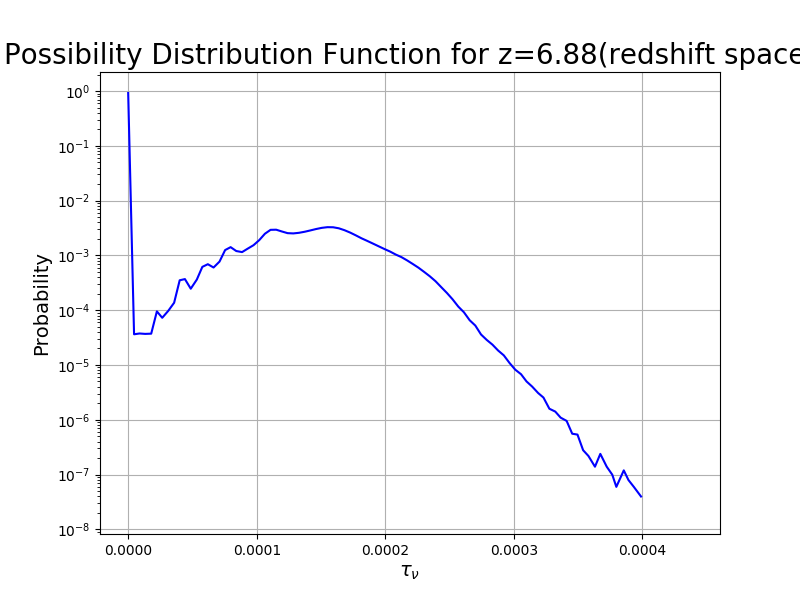 Possibility Distribution Function for z=6.88(redshift space
10⁰
10⁻¹
10⁻²
10⁻³
10⁻⁴
10⁻⁵
10⁻⁶
10⁻⁷
10⁻⁸
Probability
0.0000 0.0001 0.0002 0.0003 0.0004
τ_ν